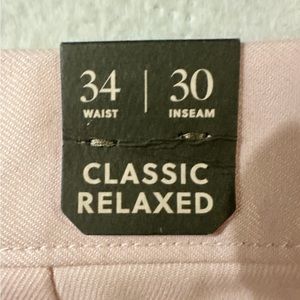 34 | 30
WAIST INSEAM
CLASSIC
RELAXED